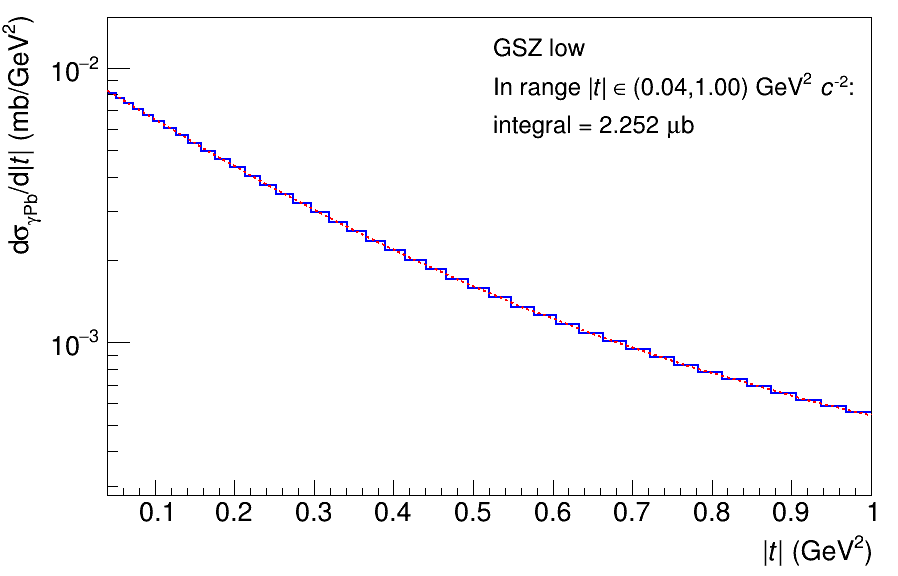 dσγPb/d|t| (mb/GeV²)
GSZ low
In range |t| ∈ (0.04,1.00) GeV² c⁻²:
integral = 2.252 μb
10⁻²
10⁻³
0.1 0.2 0.3 0.4 0.5 0.6 0.7 0.8 0.9 1
|t| (GeV²)